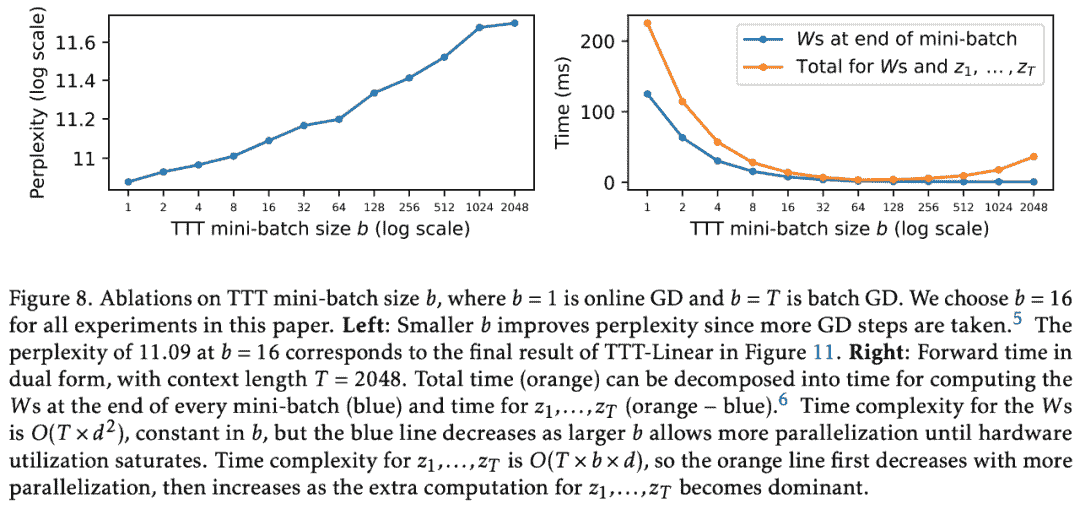 Perplexity (log scale)
11.6
11.4
11.2
11
1 2 4 8 16 32 64 128 256 512 1024 2048
TTT mini-batch size b (log scale)
Time (ms)
200
100
0
Ws at end of mini-batch
Total for Ws and z₁, ..., z_T
1 2 4 8 16 32 64 128 256 512 1024 2048
TTT mini-batch size b (log scale)
Figure 8. Ablations on TTT mini-batch size b, where b = 1 is online GD and b = T is batch GD. We choose b = 16
for all experiments in this paper. Left: Smaller b improves perplexity since more GD steps are taken.⁵ The
perplexity of 11.09 at b = 16 corresponds to the final result of TTT-Linear in Figure 11. Right: Forward time in
dual form, with context length T = 2048. Total time (orange) can be decomposed into time for computing the
Ws at the end of every mini-batch (blue) and time for z₁,...,z_T (orange – blue).⁶ Time complexity for the Ws
is O(T × d²), constant in b, but the blue line decreases as larger b allows more parallelization until hardware
utilization saturates. Time complexity for z₁,...,z_T is O(T × b × d), so the orange line first decreases with more
parallelization, then increases as the extra computation for z₁,...,z_T becomes dominant.